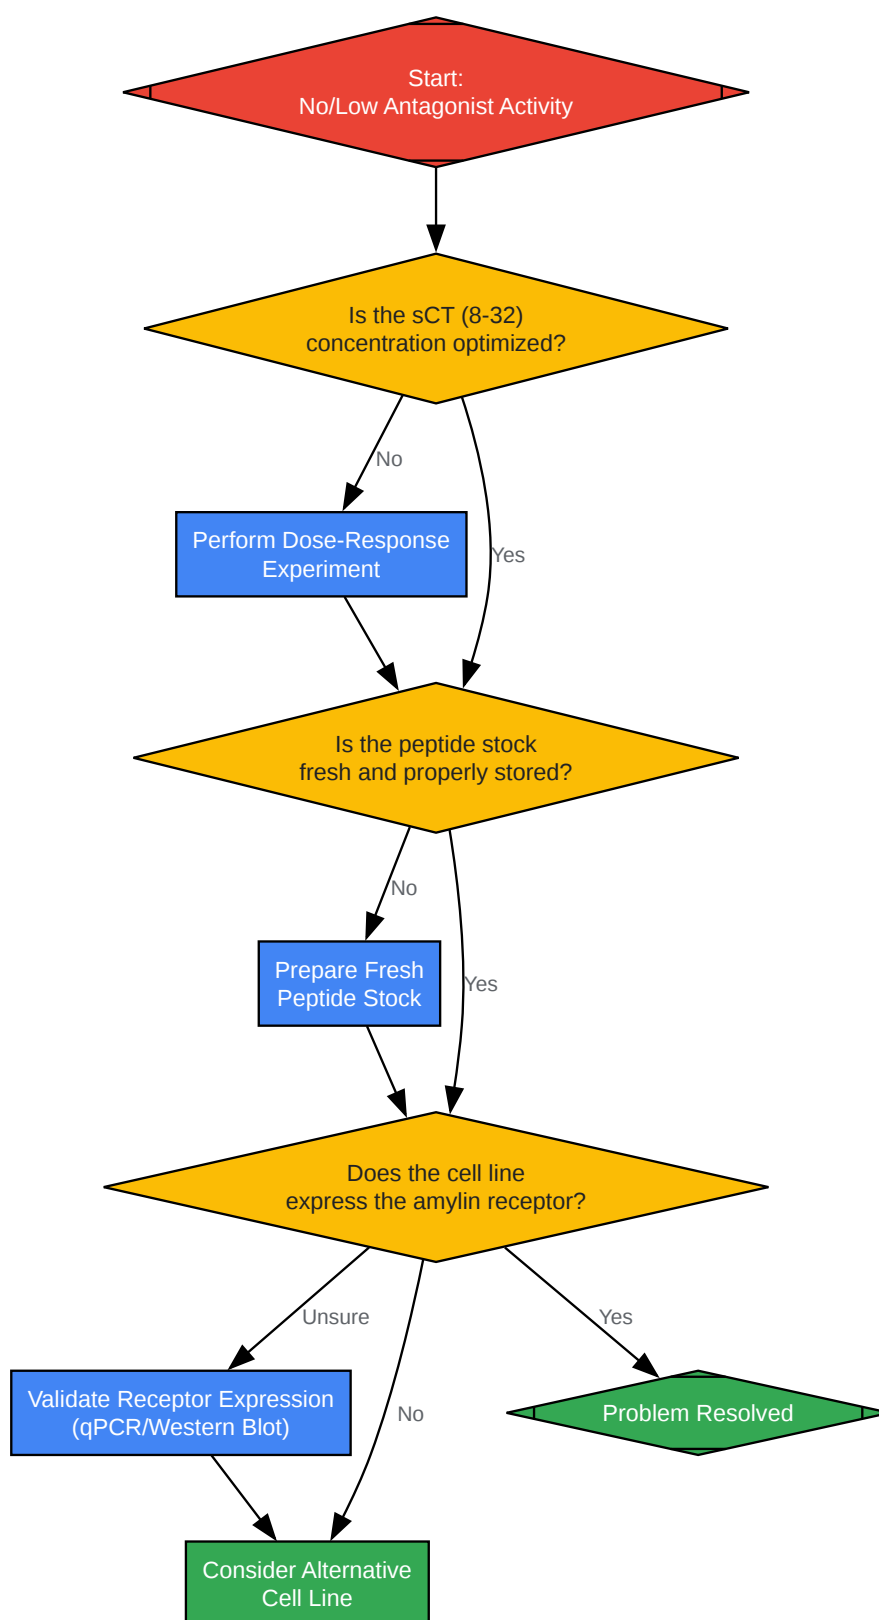 Start:
No/Low Antagonist Activity
Is the sCT (8-32)
concentration optimized?
No
Perform Dose-Response
Experiment
Yes
Is the peptide stock
fresh and properly stored?
No
Prepare Fresh
Peptide Stock
Yes
Does the cell line
express the amylin receptor?
Unsure
Yes
Validate Receptor Expression
(qPCR/Western Blot)
No
Problem Resolved
Consider Alternative
Cell Line